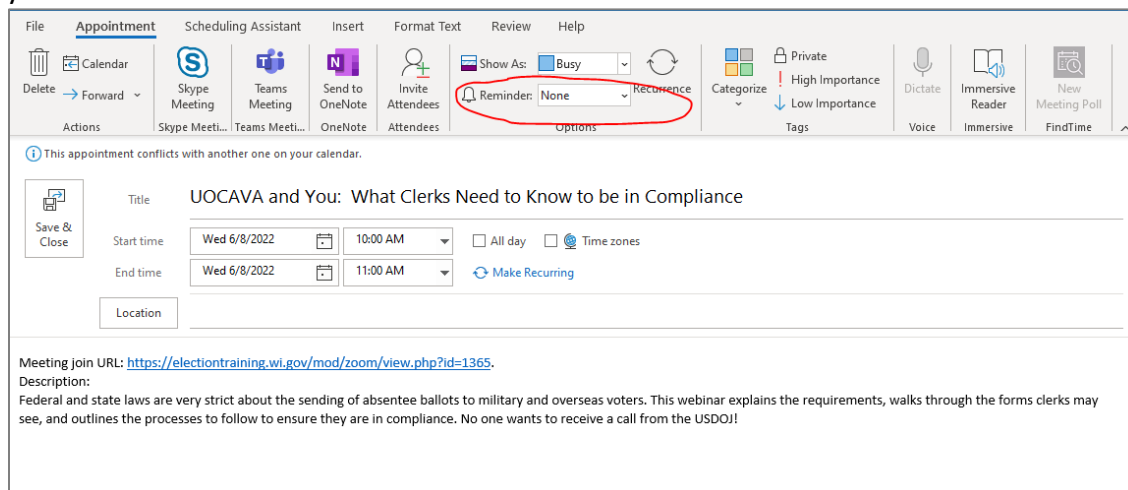 File Appointment Scheduling Assistant Insert Format Text Review Help
Delete
Calendar
Forward
Actions
Skype Meeting
Skype Meeti...
Teams Meeting
Teams Meeti...
Send to OneNote
OneNote
Invite Attendees
Attendees
Show As: Busy
Reminder: None
Recurrence
Options
Categorize
Private
High Importance
Low Importance
Tags
Dictate
Voice
Immersive Reader
Immersive
New Meeting Poll
FindTime
This appointment conflicts with another one on your calendar.
Save & Close
Title UOCAVA and You: What Clerks Need to Know to be in Compliance
Start time Wed 6/8/2022 10:00 AM All day Time zones
End time Wed 6/8/2022 11:00 AM Make Recurring
Location
Meeting join URL: https://electiontraining.wi.gov/mod/zoom/view.php?id=1365.
Description:
Federal and state laws are very strict about the sending of absentee ballots to military and overseas voters. This webinar explains the requirements, walks through the forms clerks may
see, and outlines the processes to follow to ensure they are in compliance. No one wants to receive a call from the USDOJ!